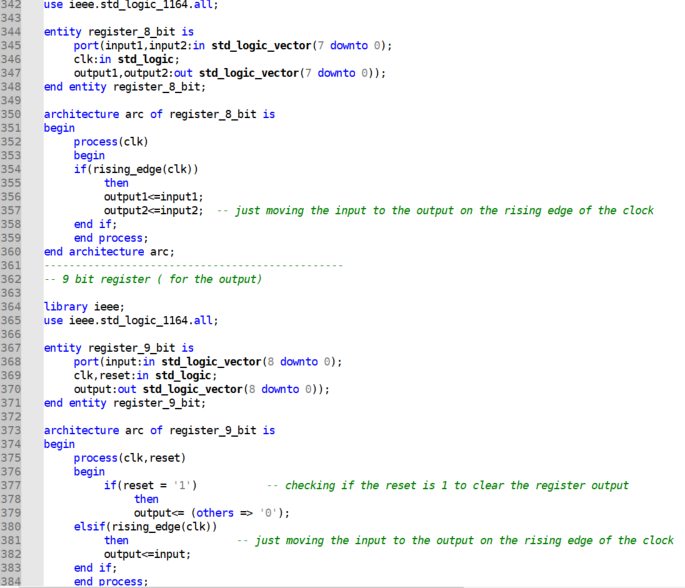 342 use ieee.std_logic_1164.all;
343
344 entity register_8_bit is
345 port(input1,input2:in std_logic_vector(7 downto 0);
346 clk:in std_logic;
347 output1,output2:out std_logic_vector(7 downto 0));
348 end entity register_8_bit;
349
350 architecture arc of register_8_bit is
351 begin
352 process(clk)
353 begin
354 if(rising_edge(clk))
355 then
356 output1<=input1;
357 output2<=input2; -- just moving the input to the output on the rising edge of the clock
358 end if;
359 end process;
360 end architecture arc;
361 ------------------------------------------------
362 -- 9 bit register ( for the output)
363
364 library ieee;
365 use ieee.std_logic_1164.all;
366
367 entity register_9_bit is
368 port(input:in std_logic_vector(8 downto 0);
369 clk,reset:in std_logic;
370 output:out std_logic_vector(8 downto 0));
371 end entity register_9_bit;
372
373 architecture arc of register_9_bit is
374 begin
375 process(clk,reset)
376 begin
377 if(reset = '1') -- checking if the reset is 1 to clear the register output
378 then
379 output<= (others => '0');
380 elsif(rising_edge(clk))
381 then -- just moving the input to the output on the rising edge of the clock
382 output<=input;
383 end if;
384 end process;